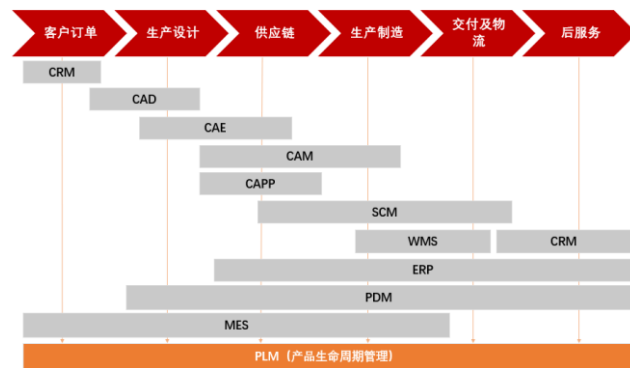 客户订单
生产设计
供应链
生产制造
交付及物
流
后服务
CRM
CAD
CAE
CAM
CAPP
SCM
WMS
CRM
ERP
PDM
MES
PLM（产品生命周期管理）